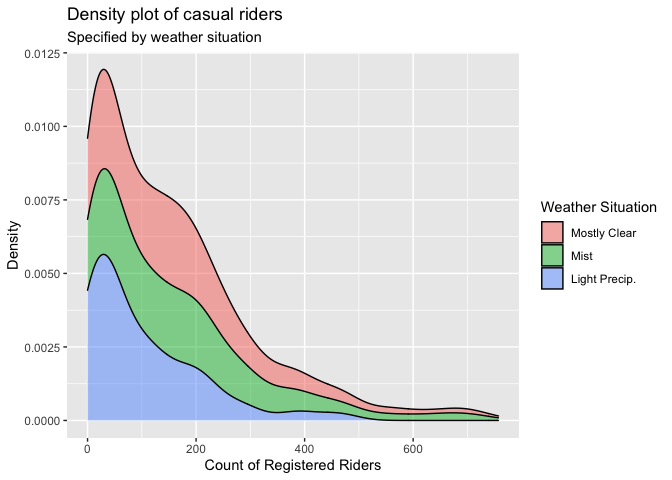 Density plot of casual riders
Specified by weather situation
0.0125
0.0100
0.0075
0.0050
0.0025
0.0000
Density
0 200 400 600
Count of Registered Riders
Weather Situation
Mostly Clear
Mist
Light Precip.